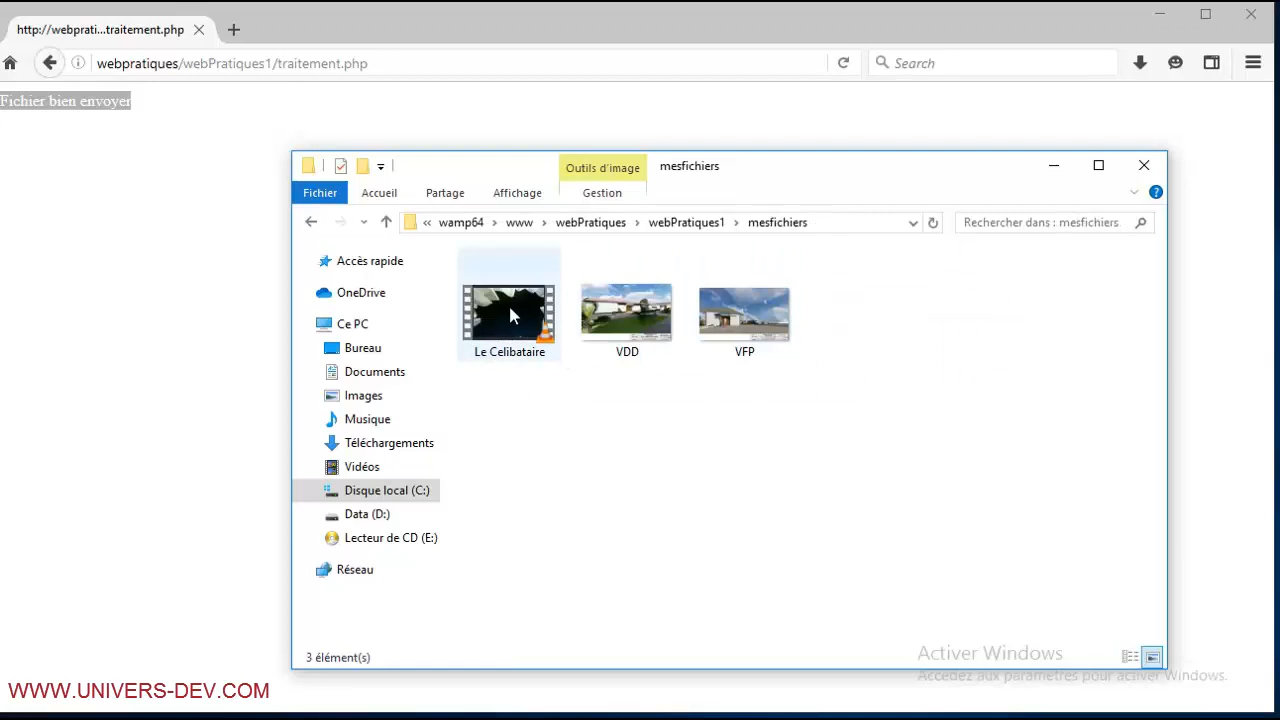 http://webprati...traitement.php
webpratiques/webPratiques1/traitement.php
Search
Fichier bien envoyer
Outils d'image
mesfichiers
Fichier
Accueil
Partage
Affichage
Gestion
« wamp64 > www > webPratiques > webPratiques1 > mesfichiers
Rechercher dans : mesfichiers
Accès rapide
OneDrive
Ce PC
Bureau
Documents
Images
Musique
Téléchargements
Vidéos
Disque local (C:)
Data (D:)
Lecteur de CD (E:)
Réseau
Le Celibataire
VDD
VFP
3 élément(s)
Activer Windows
Accédez aux paramètres pour activer Windows.
WWW.UNIVERS-DEV.COM